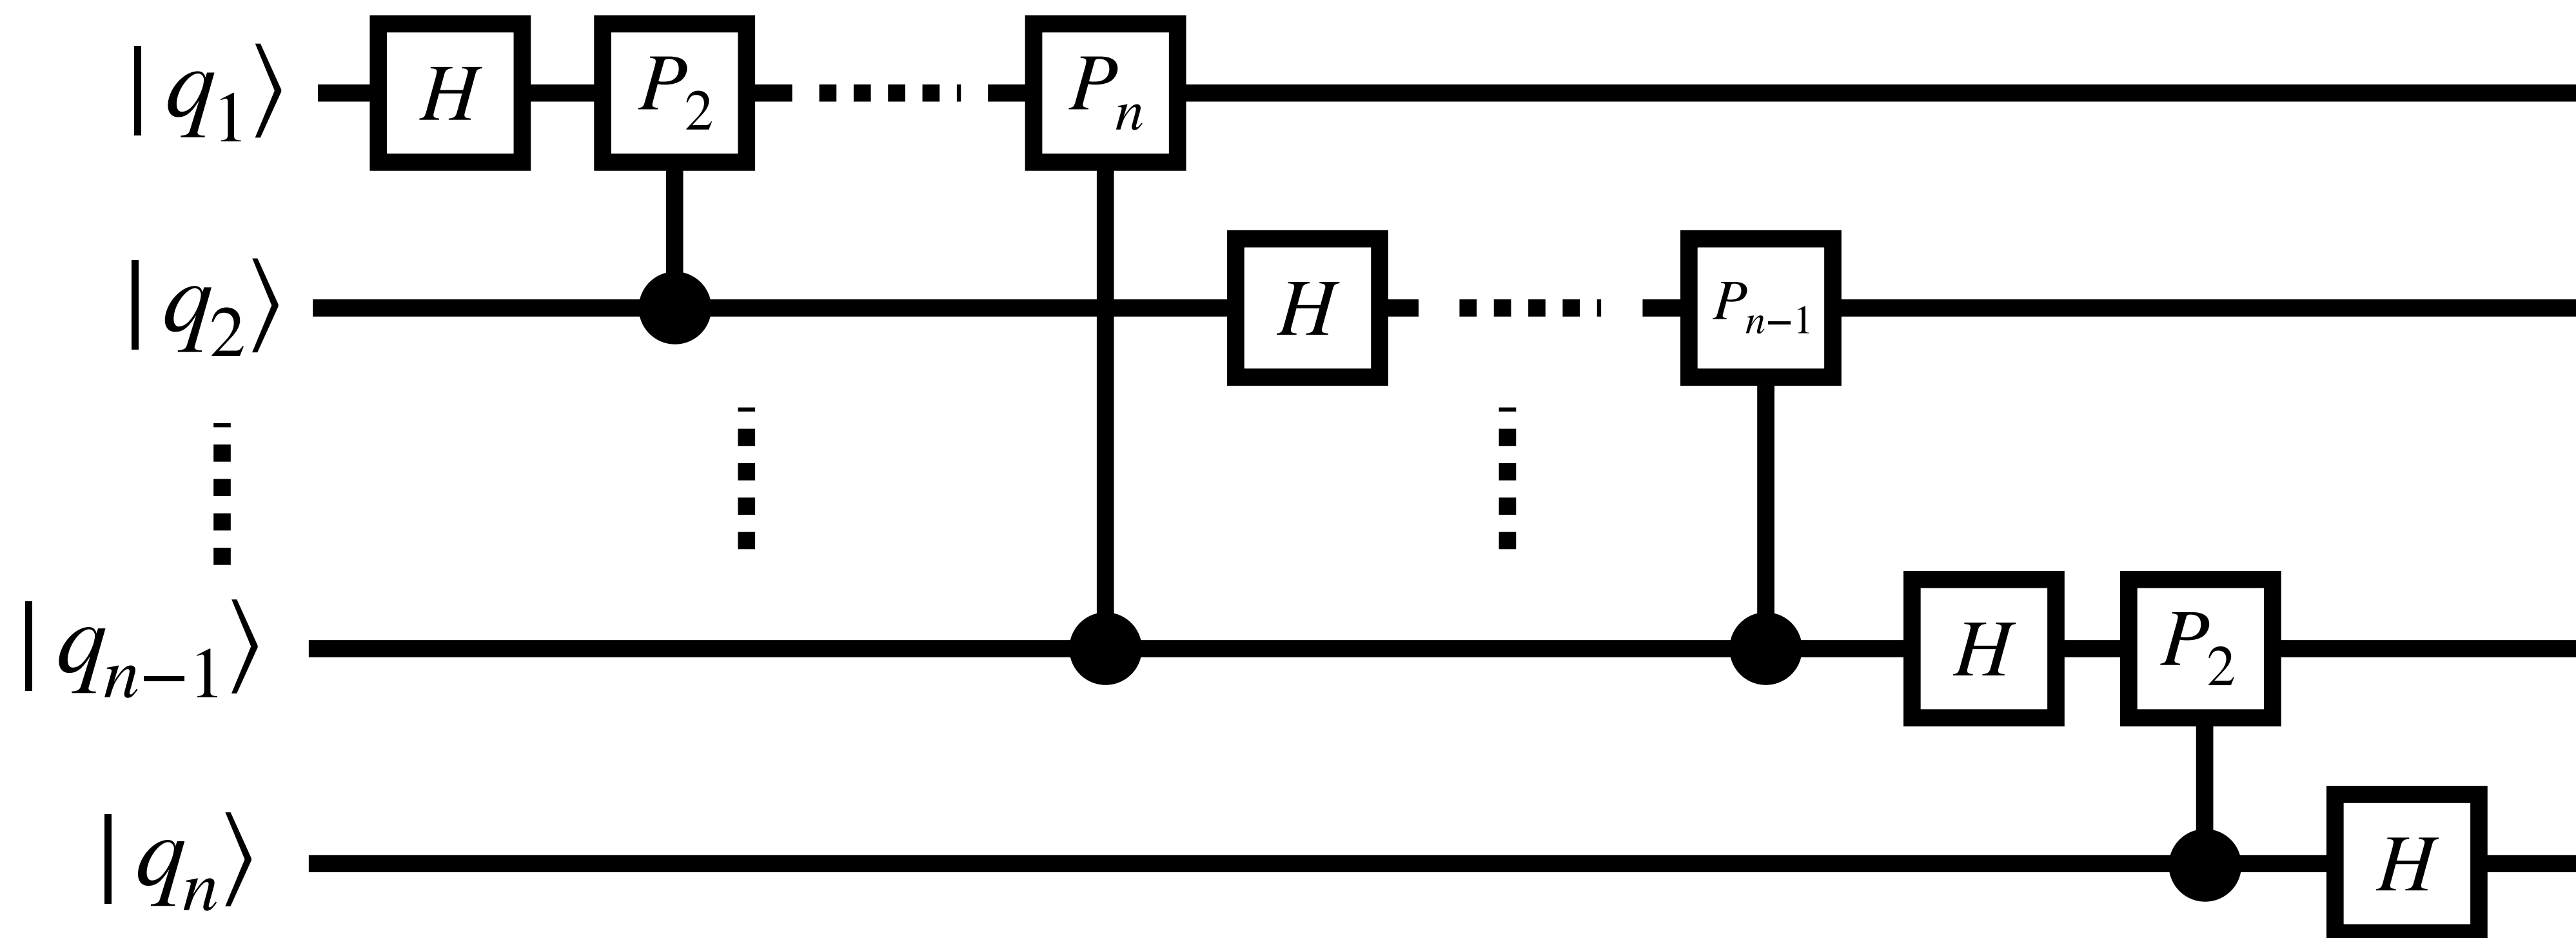 |q₁⟩ H P₂ Pₙ
|q₂⟩ H Pₙ₋₁
|qₙ₋₁⟩ H P₂
|qₙ⟩ H